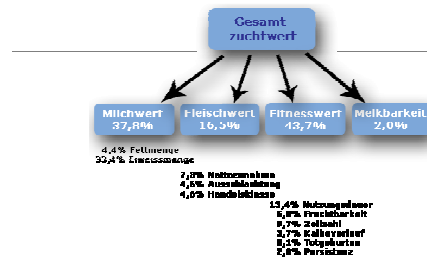 Gesamt
zuchtwert
Milchwert
37,8%
Fleischwert
16,5%
Fitnesswert
43,7%
Melkbarkeit
2,0%
4,4% Fettmenge
33,4% Eiweissmenge
7,3% Nettozunahme
4,6% Ausschlachtung
4,6% Handelsklasse
13,4% Nutzungsdauer
6,8% Fruchtbarkeit
9,7% Zellzahl
3,7% Kalbeverlauf
8,1% Totgeburten
2,0% Persistenz